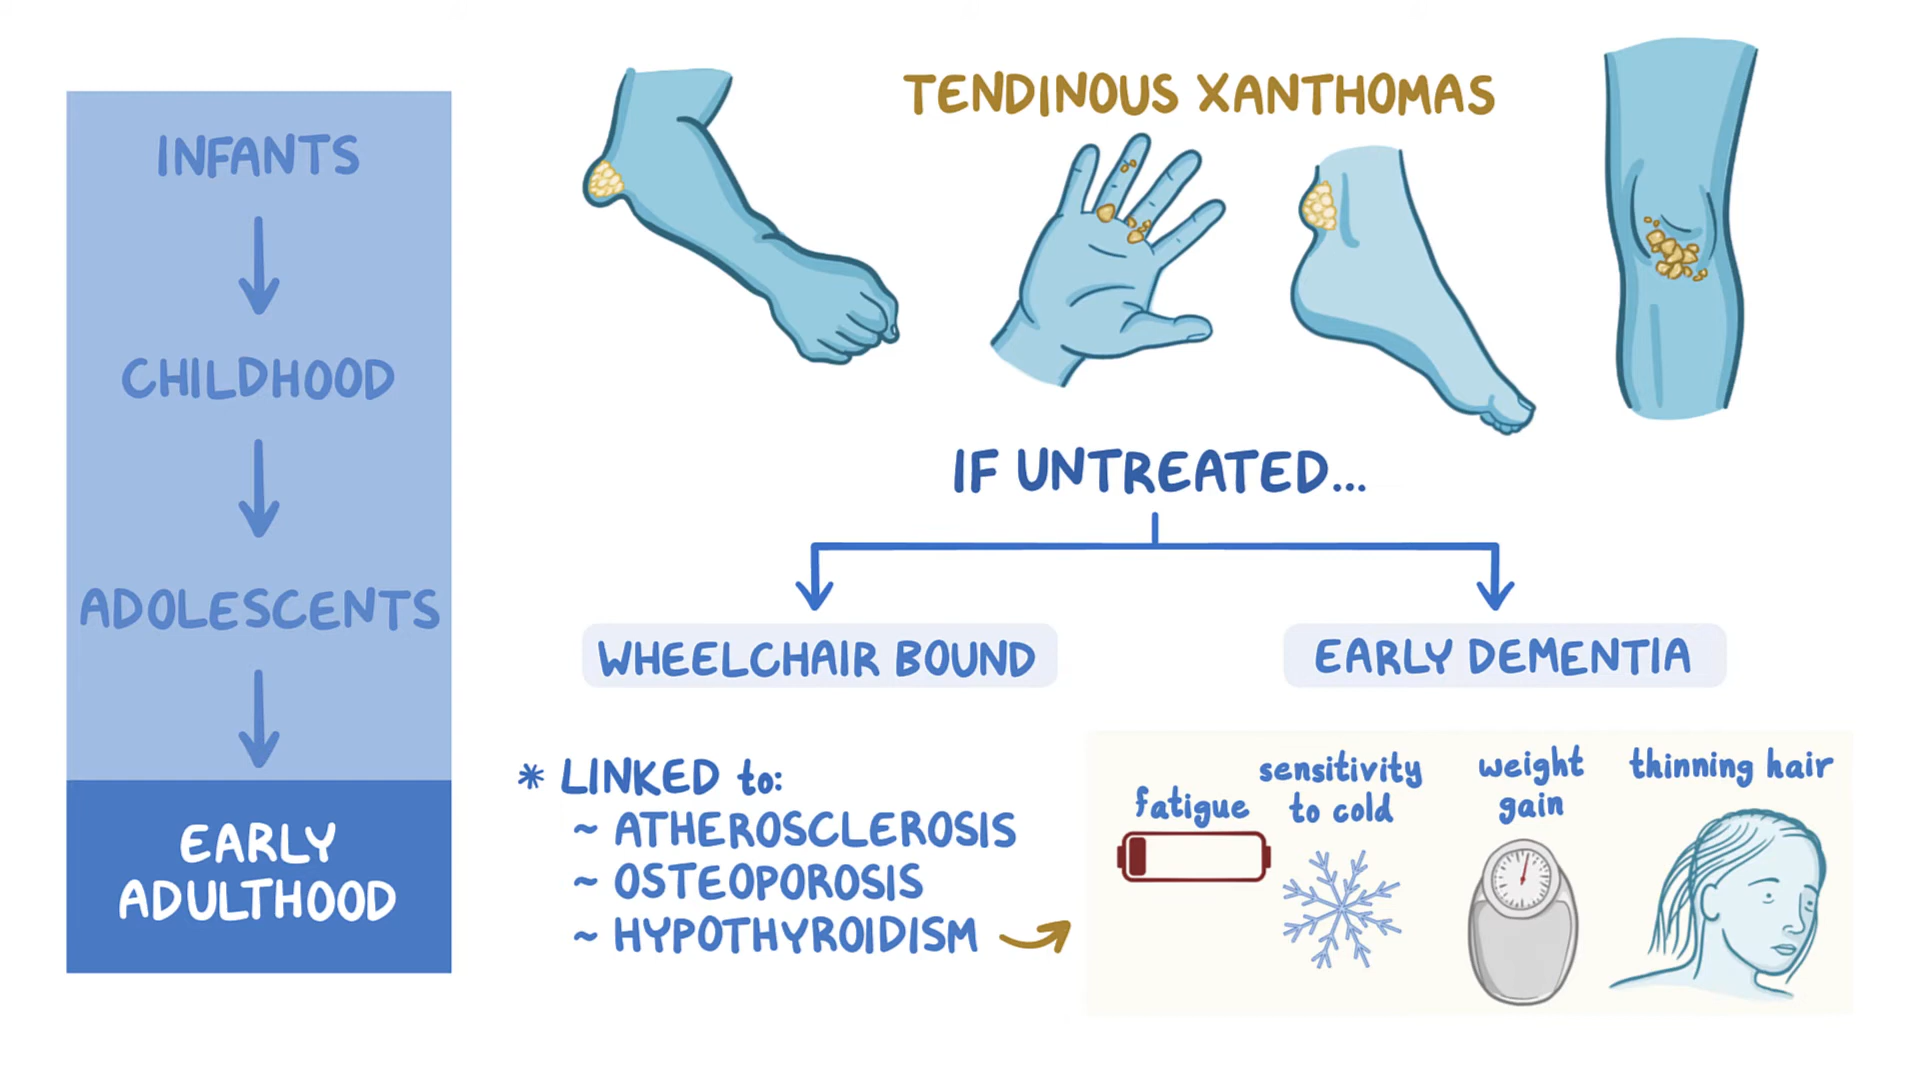 INFANTS
CHILDHOOD
ADOLESCENTS
EARLY
ADULTHOOD
TENDINOUS XANTHOMAS
IF UNTREATED...
WHEELCHAIR BOUND
EARLY DEMENTIA
* LINKED to:
~ ATHEROSCLEROSIS
~ OSTEOPOROSIS
~ HYPOTHYROIDISM
fatigue
sensitivity
to cold
weight
gain
thinning hair